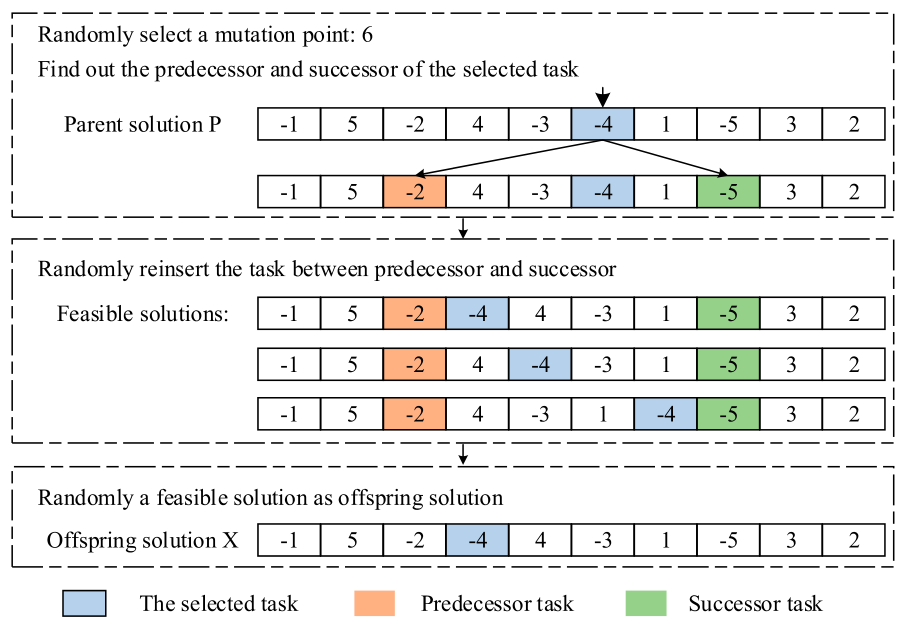 Randomly select a mutation point: 6
Find out the predecessor and successor of the selected task
Parent solution P -1 5 -2 4 -3 -4 1 -5 3 2
-1 5 -2 4 -3 -4 1 -5 3 2
Randomly reinsert the task between predecessor and successor
Feasible solutions: -1 5 -2 -4 4 -3 1 -5 3 2
-1 5 -2 4 -4 -3 1 -5 3 2
-1 5 -2 4 -3 1 -4 -5 3 2
Randomly a feasible solution as offspring solution
Offspring solution X -1 5 -2 -4 4 -3 1 -5 3 2
The selected task Predecessor task Successor task